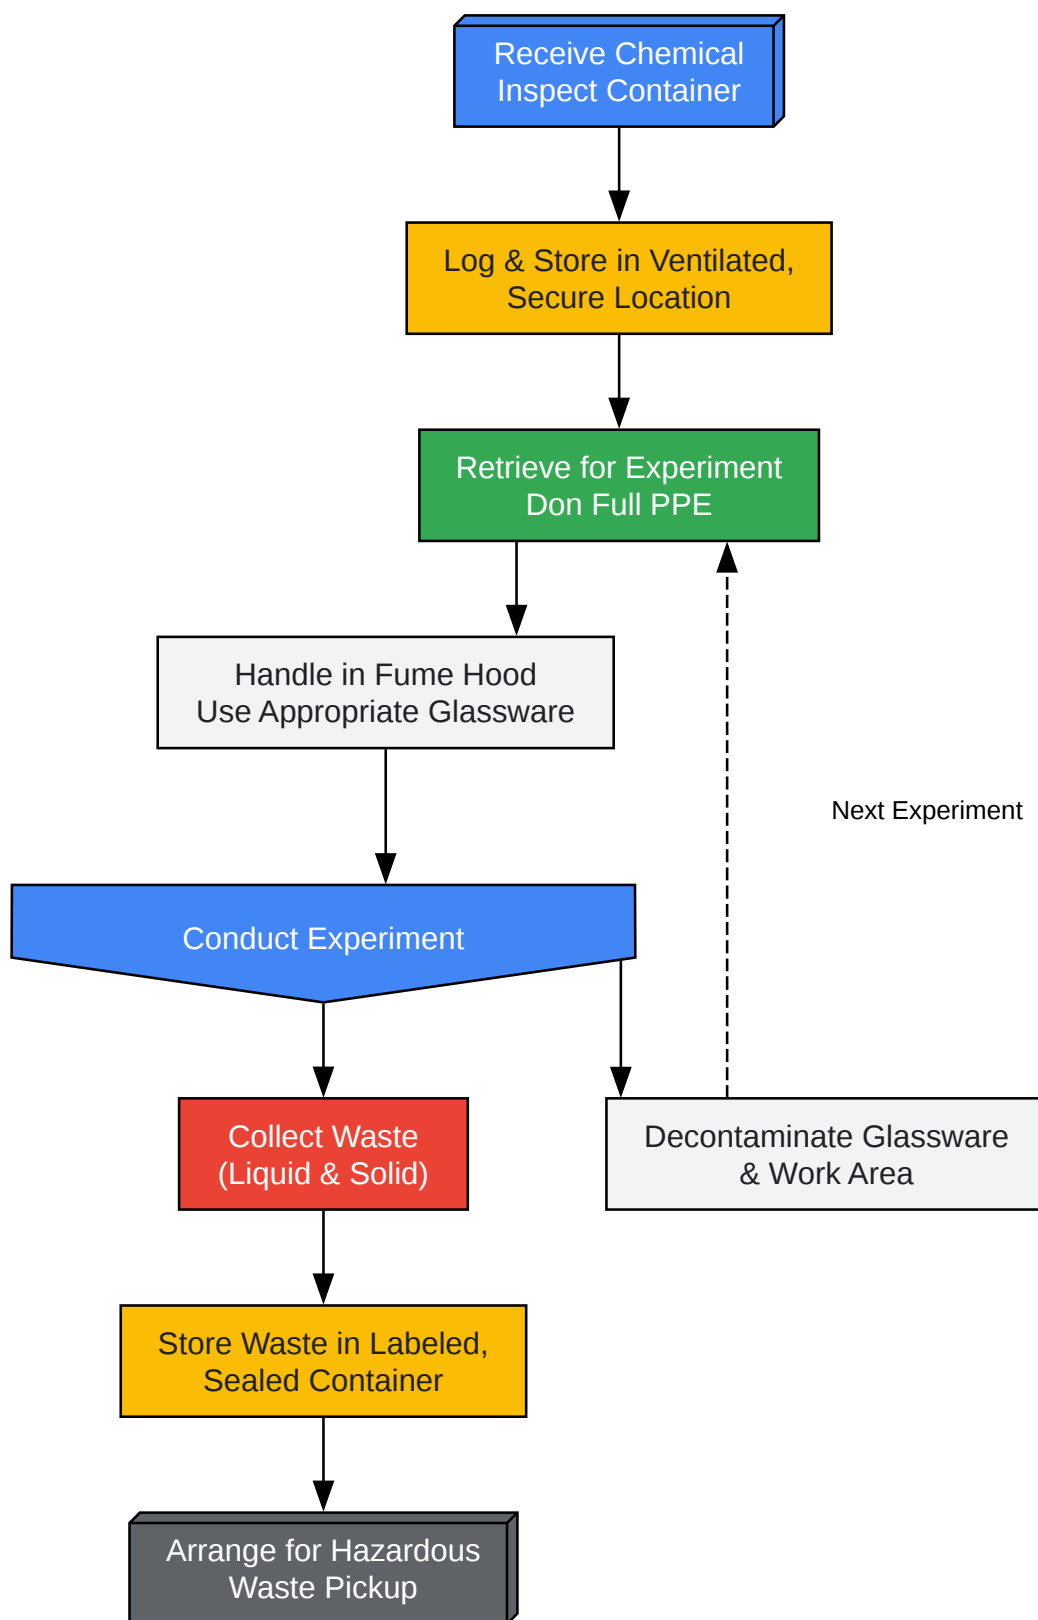 Receive Chemical
Inspect Container
Log & Store in Ventilated,
Secure Location
Retrieve for Experiment
Don Full PPE
Handle in Fume Hood
Use Appropriate Glassware
Next Experiment
Conduct Experiment
Collect Waste
(Liquid & Solid)
Decontaminate Glassware
& Work Area
Store Waste in Labeled,
Sealed Container
Arrange for Hazardous
Waste Pickup